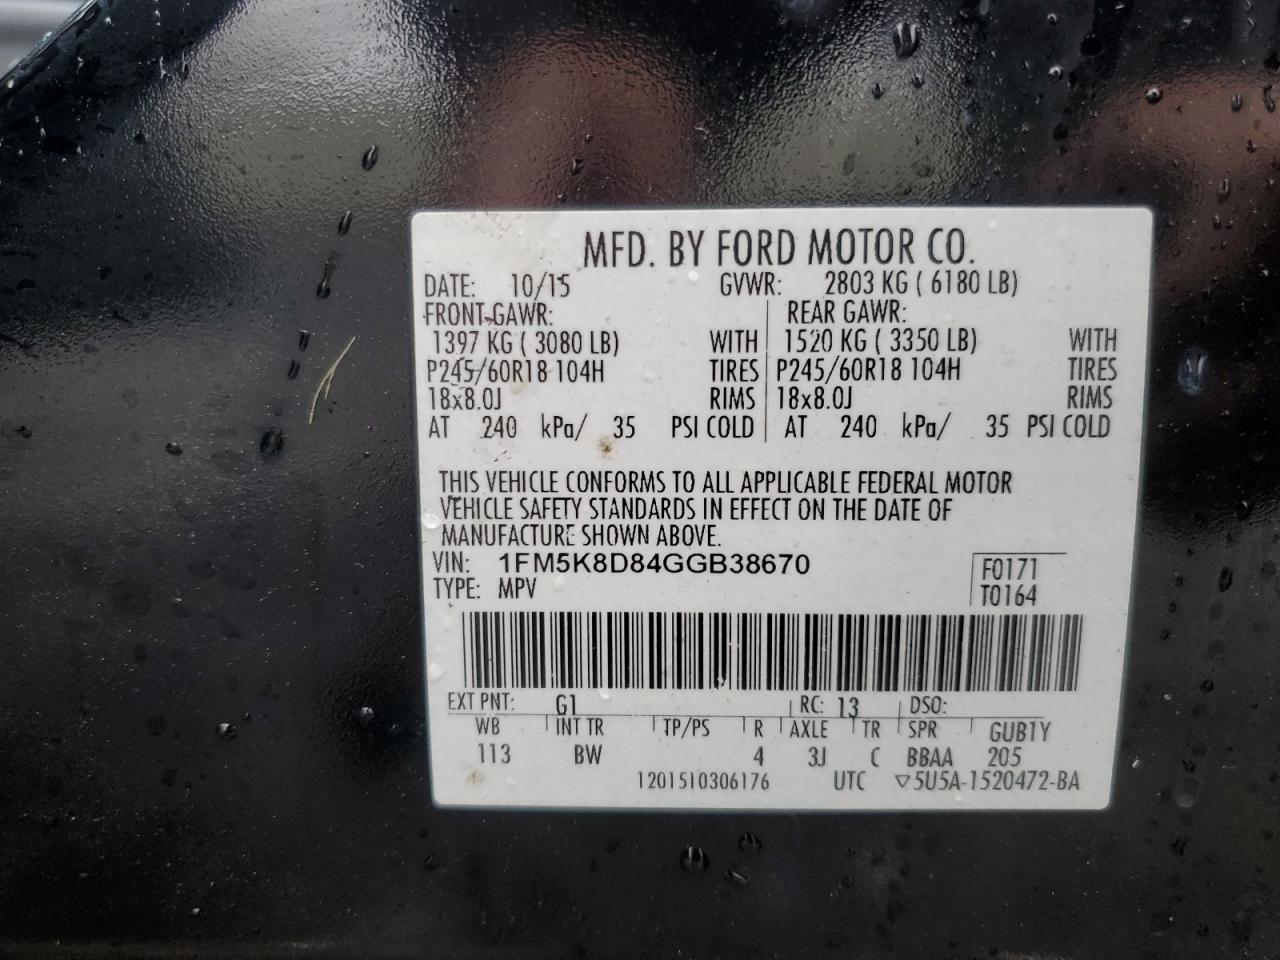 MFD. BY FORD MOTOR CO.
DATE: 10/15 GVWR: 2803 KG ( 6180 LB)
FRONT GAWR: REAR GAWR:
1397 KG ( 3080 LB) WITH 1520 KG ( 3350 LB) WITH
P245/60R18 104H TIRES P245/60R18 104H TIRES
18x8.0J RIMS 18x8.0J RIMS
AT 240 kPa/ 35 PSI COLD AT 240 kPa/ 35 PSI COLD
THIS VEHICLE CONFORMS TO ALL APPLICABLE FEDERAL MOTOR
VEHICLE SAFETY STANDARDS IN EFFECT ON THE DATE OF
MANUFACTURE SHOWN ABOVE.
VIN: 1FM5K8D84GGB38670 F0171
TYPE: MPV T0164
EXT PNT: G1 RC: 13 DSO:
WB INT TR TP/PS R AXLE TR SPR GUBTY
113 BW 4 3J C BBAA 205
1201510306176 UTC ▽5U5A-1520472-BA